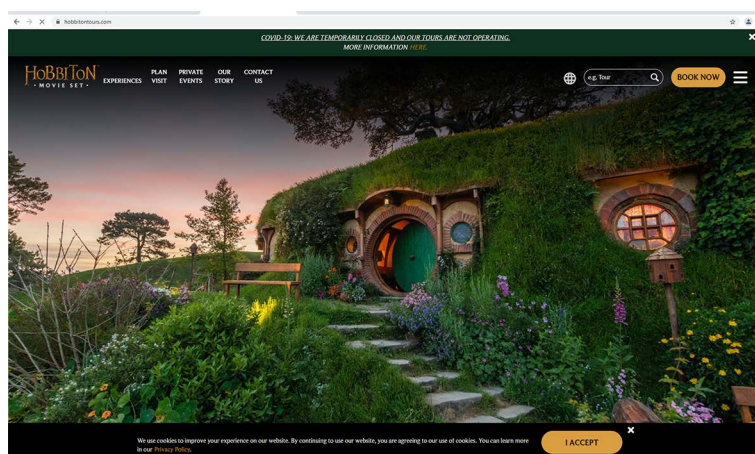 hobbitontours.com
COVID-19: WE ARE TEMPORARILY CLOSED AND OUR TOURS ARE NOT OPERATING.
MORE INFORMATION HERE.
HOBBITON
• MOVIE SET •
EXPERIENCES
PLAN
VISIT
PRIVATE
EVENTS
OUR
STORY
CONTACT
US
e.g. Tour
BOOK NOW
We use cookies to improve your experience on our website. By continuing to use our website, you are agreeing to our use of cookies. You can learn more
in our Privacy Policy.
I ACCEPT